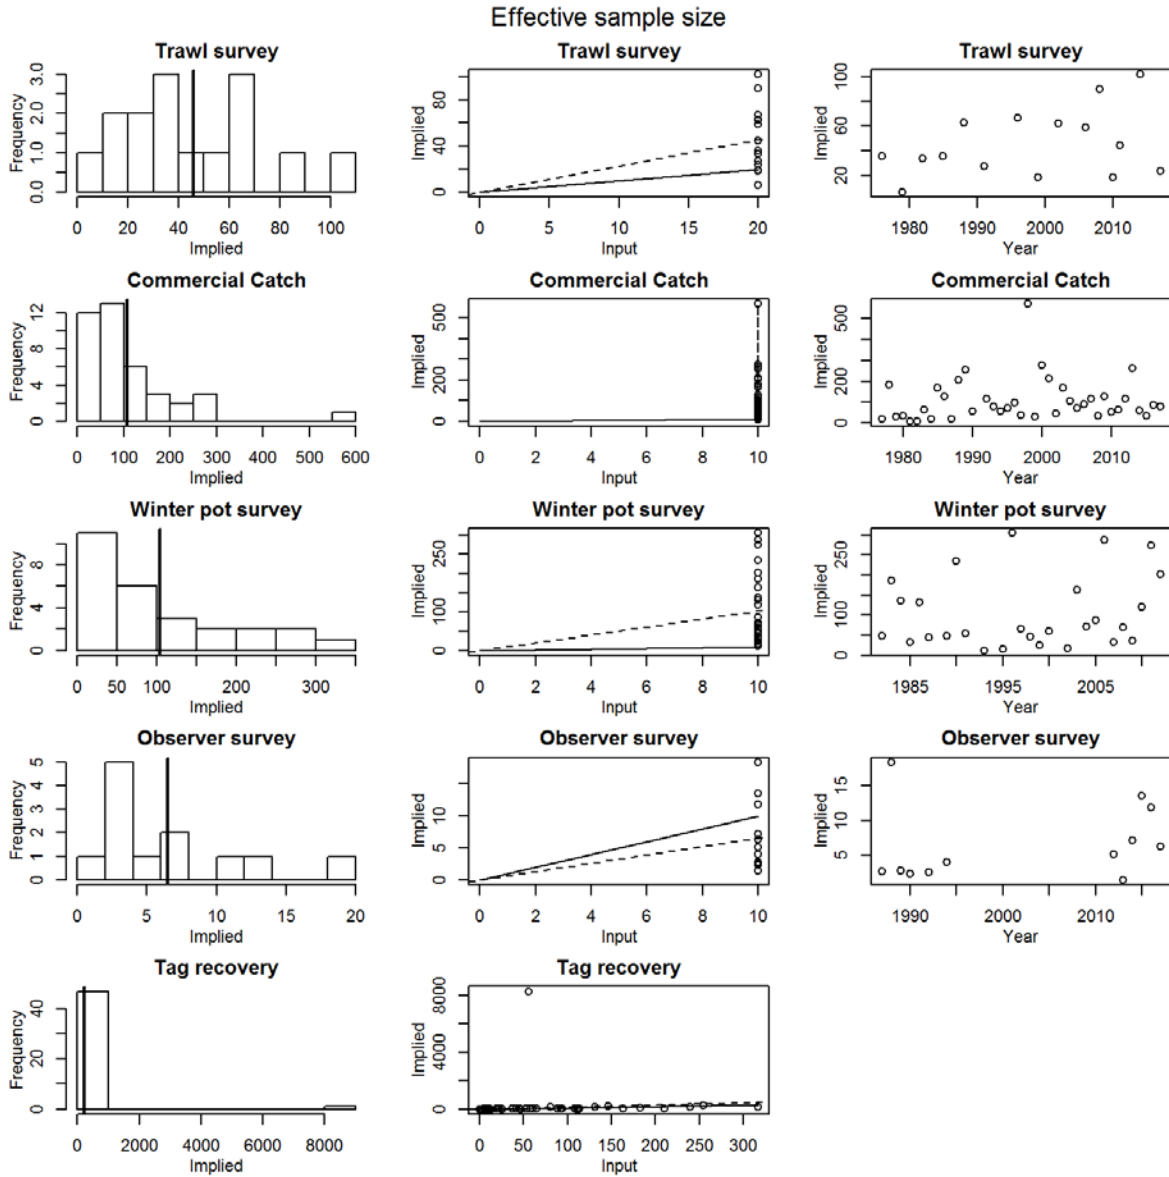 Effective sample size
Trawl survey
Trawl survey
Trawl survey
Frequency
0.0 1.0 2.0 3.0
0 20 40 60 80 100
Implied
Implied
0 40 80
0 5 10 15 20
Input
Implied
20 60 100
1980 1990 2000 2010
Year
Commercial Catch
Commercial Catch
Commercial Catch
Frequency
0 4 8 12
0 100 200 300 400 500 600
Implied
Implied
0 200 500
0 2 4 6 8 10
Input
Implied
0 200 500
1980 1990 2000 2010
Year
Winter pot survey
Winter pot survey
Winter pot survey
Frequency
0 4 8
0 50 100 200 300
Implied
Implied
0 100 250
0 2 4 6 8 10
Input
Implied
0 100 250
1985 1995 2005
Year
Observer survey
Observer survey
Observer survey
Frequency
0 1 2 3 4 5
0 5 10 15 20
Implied
Implied
0 5 10
0 2 4 6 8 10
Input
Implied
5 10 15
1990 2000 2010
Year
Tag recovery
Tag recovery
Frequency
0 20 40
0 2000 4000 6000 8000
Implied
Implied
0 4000 8000
0 50 100 150 200 250 300
Input